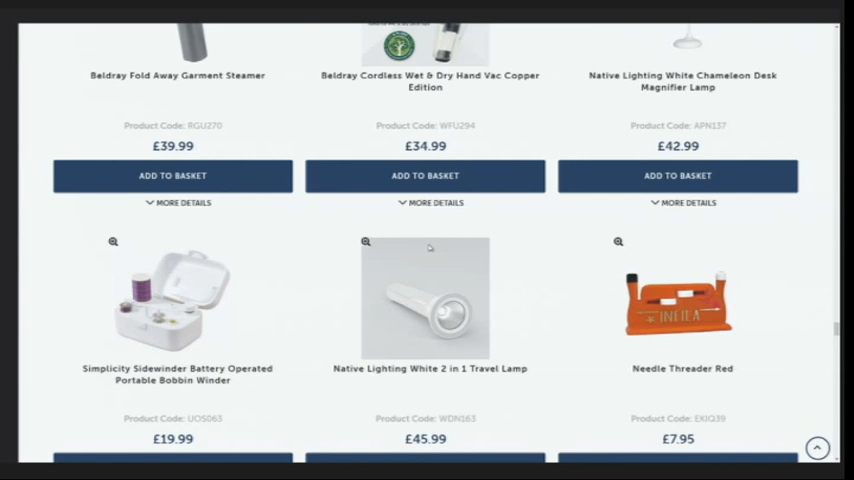 Beldray Fold Away Garment Steamer
Beldray Cordless Wet & Dry Hand Vac Copper
Edition
Native Lighting White Chameleon Desk
Magnifier Lamp
Product Code: RGU270
Product Code: WFU294
Product Code: APN137
£39.99
£34.99
£42.99
ADD TO BASKET
ADD TO BASKET
ADD TO BASKET
MORE DETAILS
MORE DETAILS
MORE DETAILS
Simplicity Sidewinder Battery Operated
Portable Bobbin Winder
Native Lighting White 2 in 1 Travel Lamp
Needle Threader Red
Product Code: UOS063
Product Code: WDN163
Product Code: EKIQ39
£19.99
£45.99
£7.95